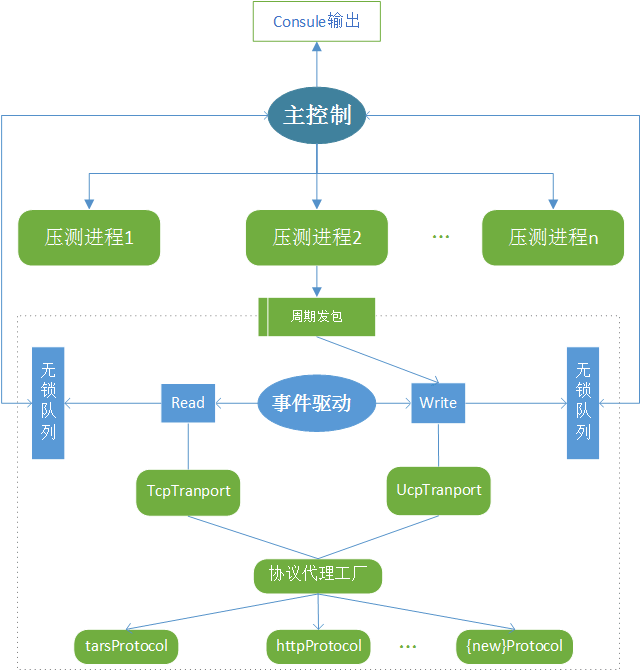 Consule输出
主控制
压测进程1
压测进程2
...
压测进程n
周期发包
无锁队列
Read
事件驱动
Write
无锁队列
TcpTranport
UcpTranport
协议代理工厂
tarsProtocol
httpProtocol
...
{new}Protocol